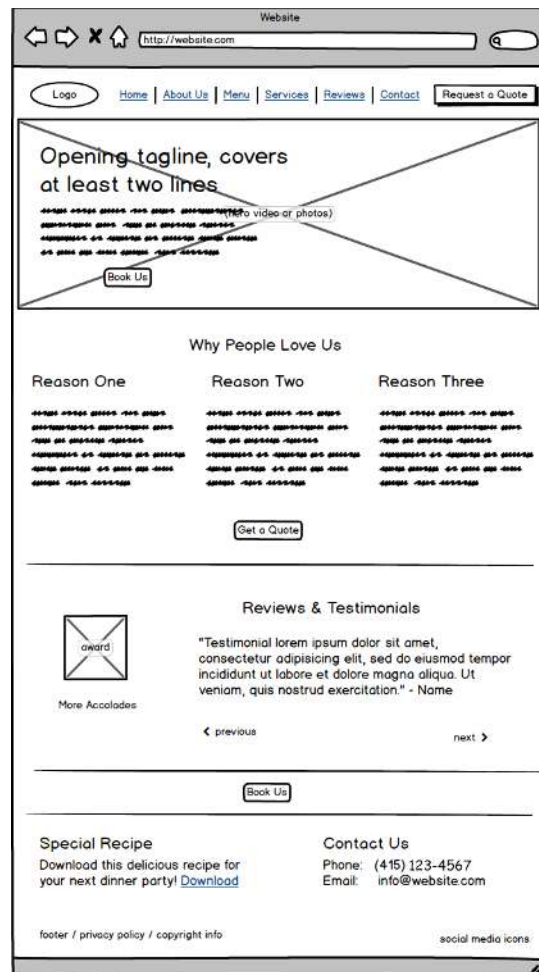 Website
http://website.com
Logo
Home | About Us | Menu | Services | Reviews | Contact
Request a Quote
Opening tagline, covers
at least two lines
(hero video or photos)
Book Us
Why People Love Us
Reason One
Reason Two
Reason Three
Get a Quote
award
More Accolades
Reviews & Testimonials
"Testimonial lorem ipsum dolor sit amet,
consectetur adipisicing elit, sed do eiusmod tempor
incididunt ut labore et dolore magna aliqua. Ut
veniam, quis nostrud exercitation." - Name
previous
next
Book Us
Special Recipe
Download this delicious recipe for
your next dinner party! Download
Contact Us
Phone: (415) 123-4567
Email: info@website.com
footer / privacy policy / copyright info
social media icons